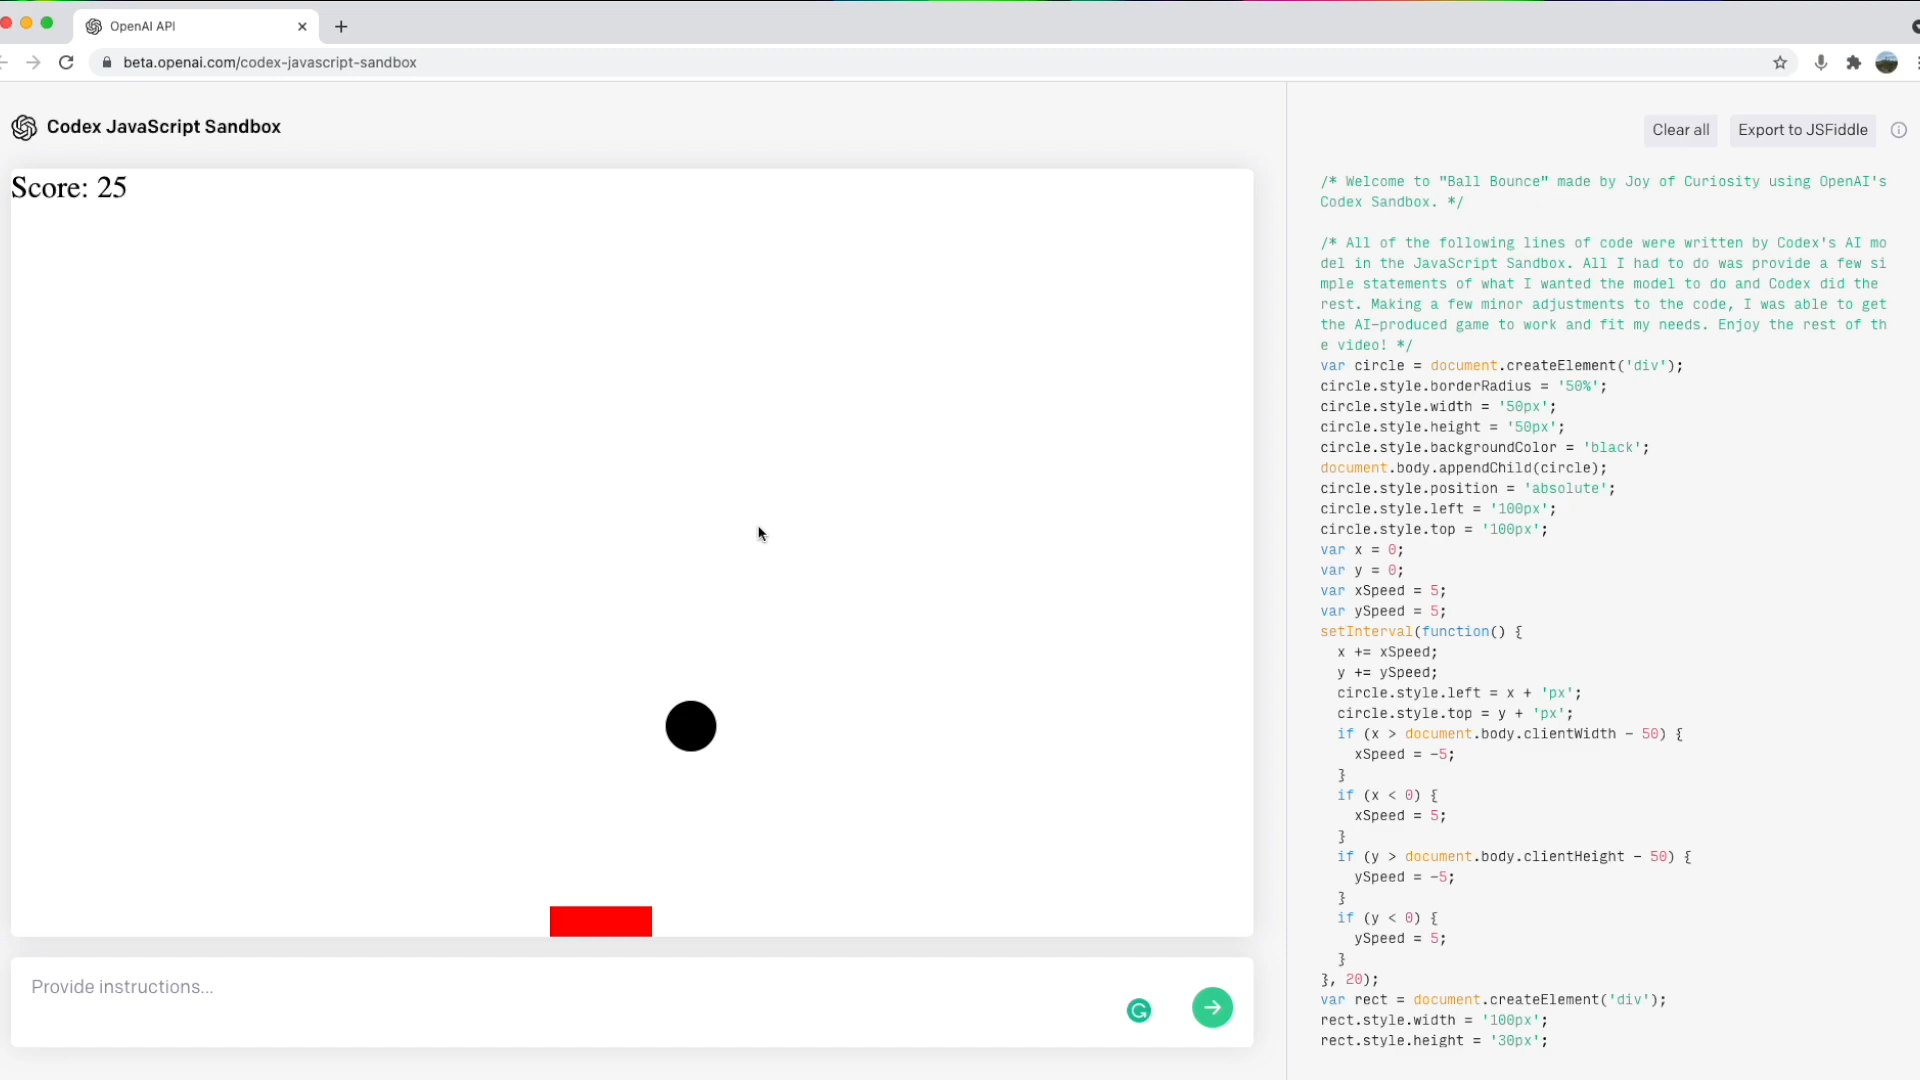 OpenAI API
beta.openai.com/codex-javascript-sandbox
Codex JavaScript Sandbox
Clear all
Export to JSFiddle
Score: 25
Provide instructions...
/* Welcome to "Ball Bounce" made by Joy of Curiosity using OpenAI's
Codex Sandbox. */
/* All of the following lines of code were written by Codex's AI mo
del in the JavaScript Sandbox. All I had to do was provide a few si
mple statements of what I wanted the model to do and Codex did the
rest. Making a few minor adjustments to the code, I was able to get
the AI-produced game to work and fit my needs. Enjoy the rest of th
e video! */
var circle = document.createElement('div');
circle.style.borderRadius = '50%';
circle.style.width = '50px';
circle.style.height = '50px';
circle.style.backgroundColor = 'black';
document.body.appendChild(circle);
circle.style.position = 'absolute';
circle.style.left = '100px';
circle.style.top = '100px';
var x = 0;
var y = 0;
var xSpeed = 5;
var ySpeed = 5;
setInterval(function() {
x += xSpeed;
y += ySpeed;
circle.style.left = x + 'px';
circle.style.top = y + 'px';
if (x > document.body.clientWidth - 50) {
xSpeed = -5;
}
if (x < 0) {
xSpeed = 5;
}
if (y > document.body.clientHeight - 50) {
ySpeed = -5;
}
if (y < 0) {
ySpeed = 5;
}
}, 20);
var rect = document.createElement('div');
rect.style.width = '100px';
rect.style.height = '30px';